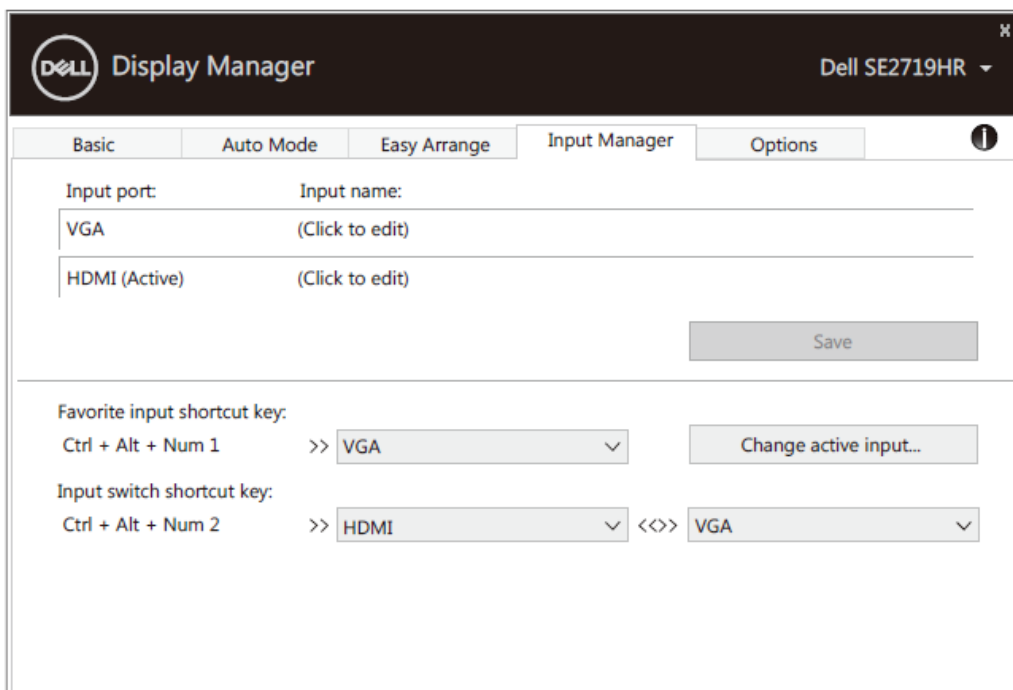 x
DELL Display Manager Dell SE2719HR
Basic Auto Mode Easy Arrange Input Manager Options i
Input port: Input name:
VGA (Click to edit)
HDMI (Active) (Click to edit)
Save
Favorite input shortcut key:
Ctrl + Alt + Num 1 >> VGA Change active input...
Input switch shortcut key:
Ctrl + Alt + Num 2 >> HDMI <<>> VGA